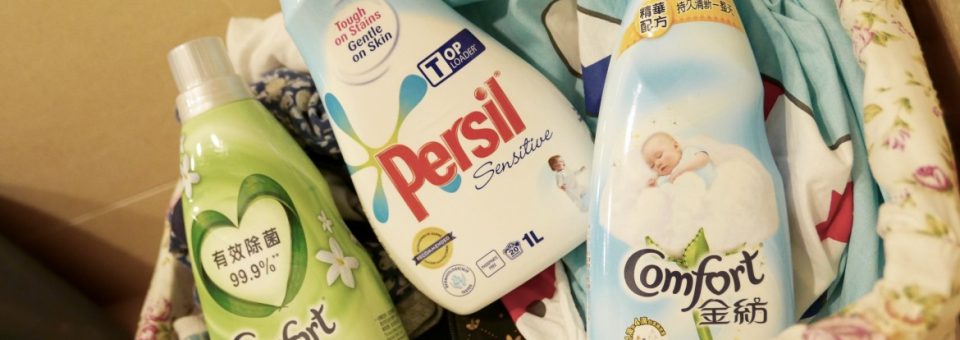 有效除菌
99.9%**
Comfort
Tough
on Stains
Gentle
on Skin
TOP
LOADER
Persil
Sensitive
1L
精華
配方
持久清新一整天
Comfort
金紡